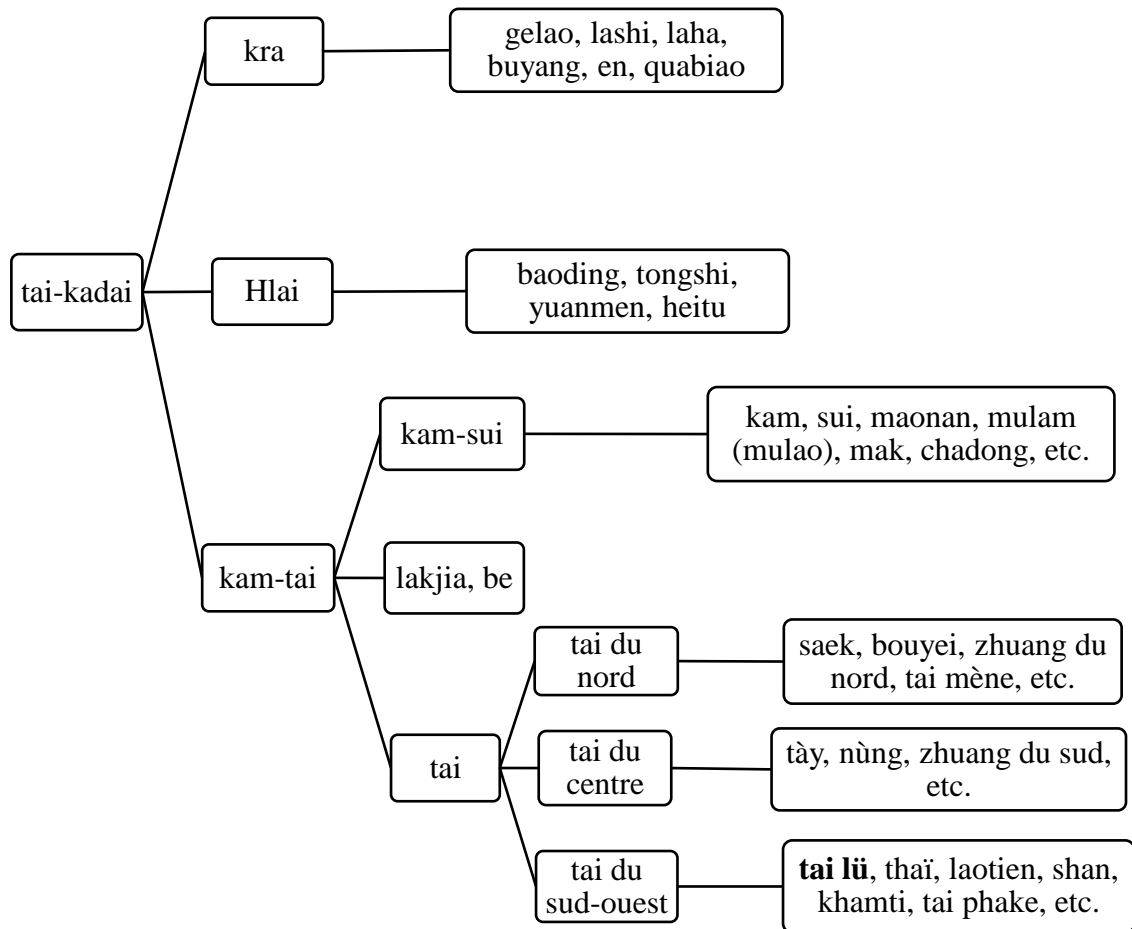 kra
gelao, lashi, laha,
buyang, en, quabiao
tai-kadai
Hlai
baoding, tongshi,
yuanmen, heitu
kam-sui
kam, sui, maonan, mulam
(mulao), mak, chadong, etc.
kam-tai
lakjia, be
tai du
nord
saek, bouyei, zhuang du
nord, tai mène, etc.
tai
tai du
centre
tày, nùng, zhuang du sud,
etc.
tai du
sud-ouest
tai lü, thaï, laotien, shan,
khamti, tai phake, etc.